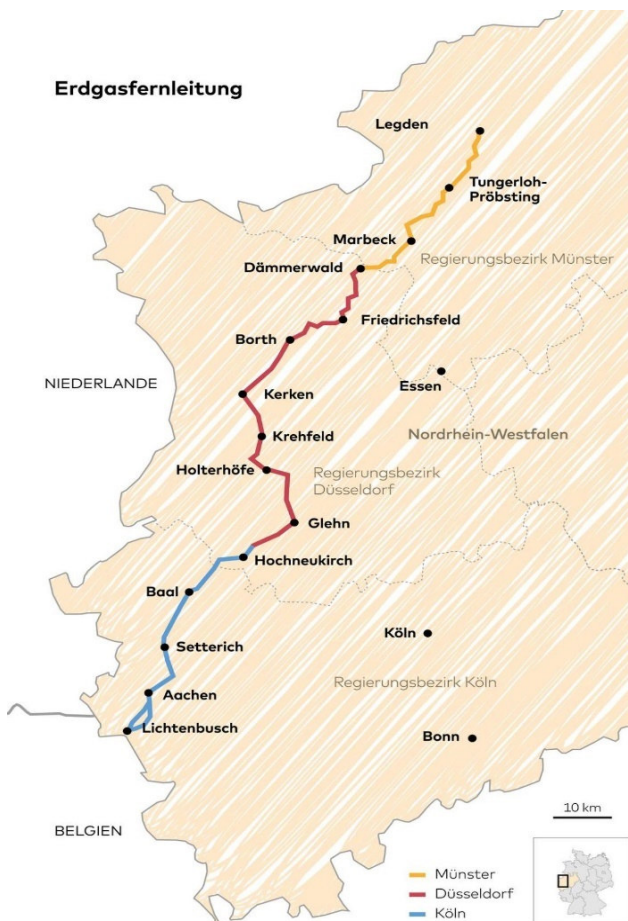 Erdgasfernleitung
Legden
Tungerloh-
Pröbsting
Marbeck
Regierungsbezirk Münster
Dämmerwald
Friedrichsfeld
Borth
NIEDERLANDE
Essen
Kerken
Nordrhein-Westfalen
Krehfeld
Holterhöfe
Regierungsbezirk
Düsseldorf
Glehn
Hochneukirch
Baal
Köln
Setterich
Regierungsbezirk Köln
Aachen
Lichtenbusch
Bonn
10 km
BELGIEN
Münster
Düsseldorf
Köln